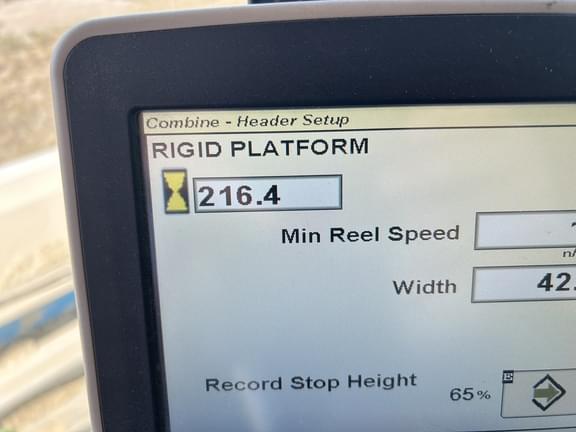 Combine - Header Setup
RIGID PLATFORM
216.4
Min Reel Speed
Width 42.
Record Stop Height 65%